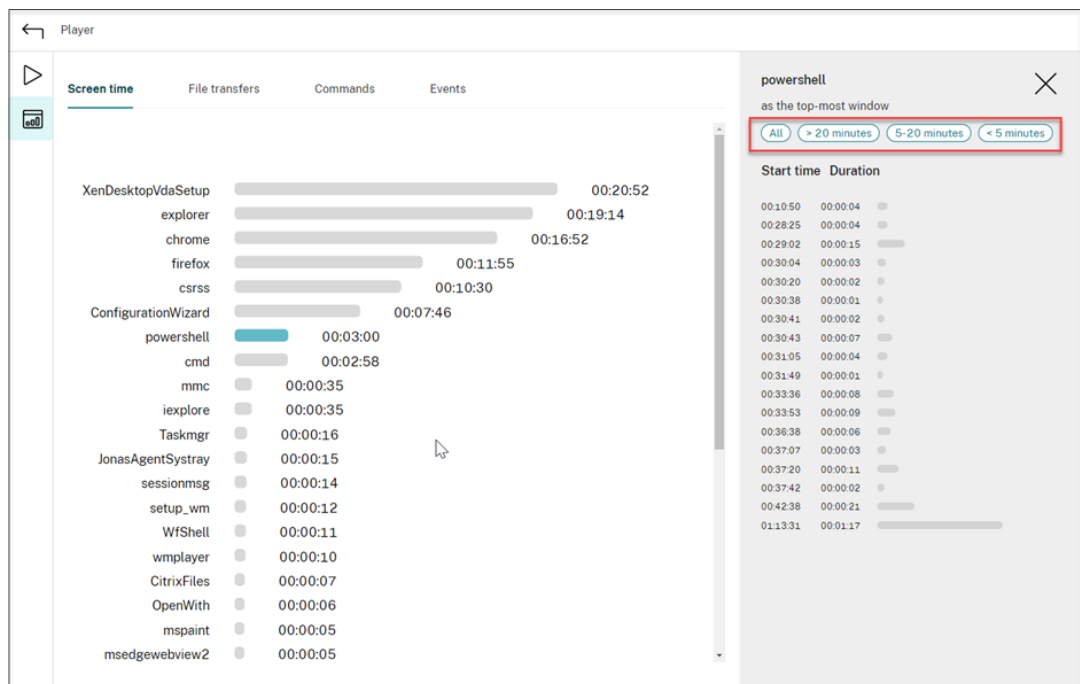 Player
Screen time File transfers Commands Events
XenDesktopVdaSetup 00:20:52
explorer 00:19:14
chrome 00:16:52
firefox 00:11:55
csrss 00:10:30
ConfigurationWizard 00:07:46
powershell 00:03:00
cmd 00:02:58
mmc 00:00:35
iexplore 00:00:35
Taskmgr 00:00:16
JonasAgentSystray 00:00:15
sessionmsg 00:00:14
setup_wm 00:00:12
WfShell 00:00:11
wmplayer 00:00:10
CitrixFiles 00:00:07
OpenWith 00:00:06
mspaint 00:00:05
msedgewebview2 00:00:05
powershell
as the top-most window
All > 20 minutes 5-20 minutes < 5 minutes
Start time Duration
00:10:50 00:00:04
00:28:25 00:00:04
00:29:02 00:00:15
00:30:04 00:00:03
00:30:20 00:00:02
00:30:38 00:00:01
00:30:41 00:00:02
00:30:43 00:00:07
00:31:05 00:00:04
00:31:49 00:00:01
00:33:36 00:00:08
00:33:53 00:00:09
00:36:38 00:00:06
00:37:07 00:00:03
00:37:20 00:00:11
00:37:42 00:00:02
00:42:38 00:00:21
01:13:31 00:01:17